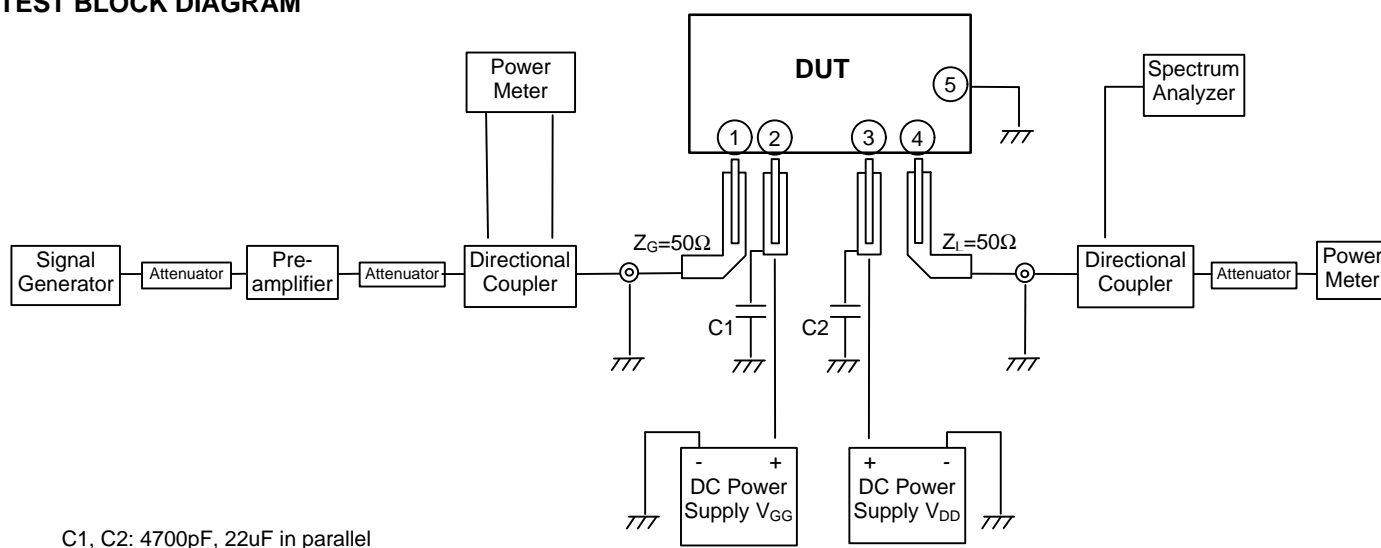 TEST BLOCK DIAGRAM
DUT
5
1
2
3
4
Power
Meter
Spectrum
Analyzer
Signal
Generator
Attenuator
Pre-
amplifier
Attenuator
Directional
Coupler
ZG=50Ω
ZL=50Ω
Directional
Coupler
Attenuator
Power
Meter
C1
C2
- +
DC Power
Supply VGG
+ -
DC Power
Supply VDD
C1, C2: 4700pF, 22uF in parallel